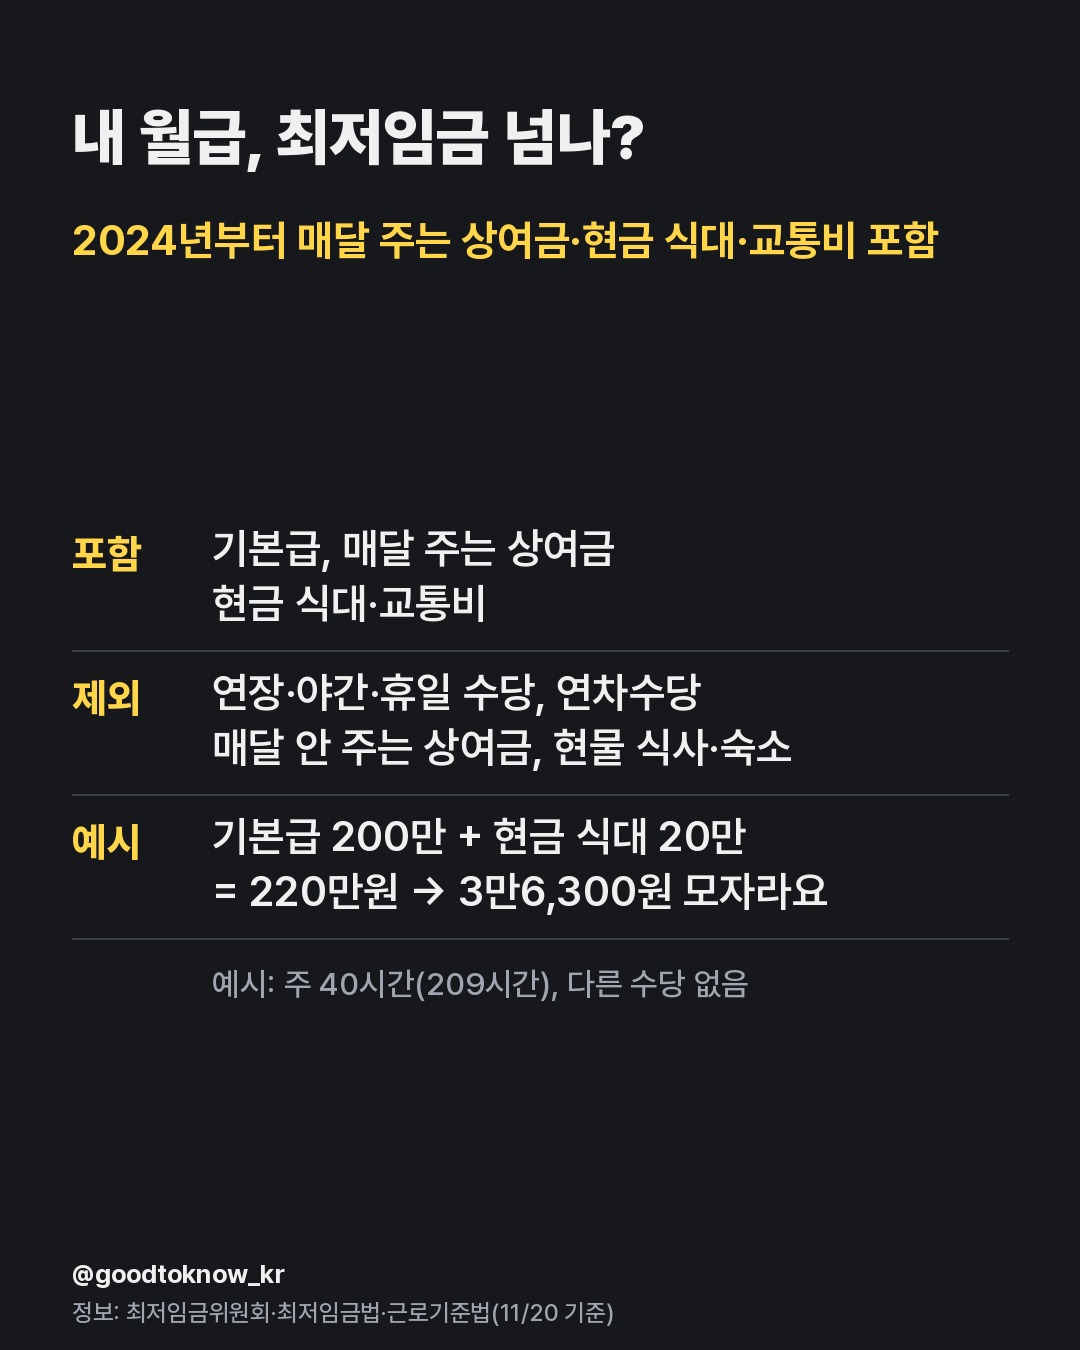 내 월급, 최저임금 넘나?
2024년부터 매달 주는 상여금·현금 식대·교통비 포함
포함
기본급, 매달 주는 상여금
현금 식대·교통비
제외
연장·야간·휴일 수당, 연차수당
매달 안 주는 상여금, 현물 식사·숙소
예시
기본급 200만 + 현금 식대 20만
= 220만원 → 3만6,300원 모자라요
예시: 주 40시간(209시간), 다른 수당 없음
@goodtoknow_kr
정보: 최저임금위원회·최저임금법·근로기준법(11/20 기준)